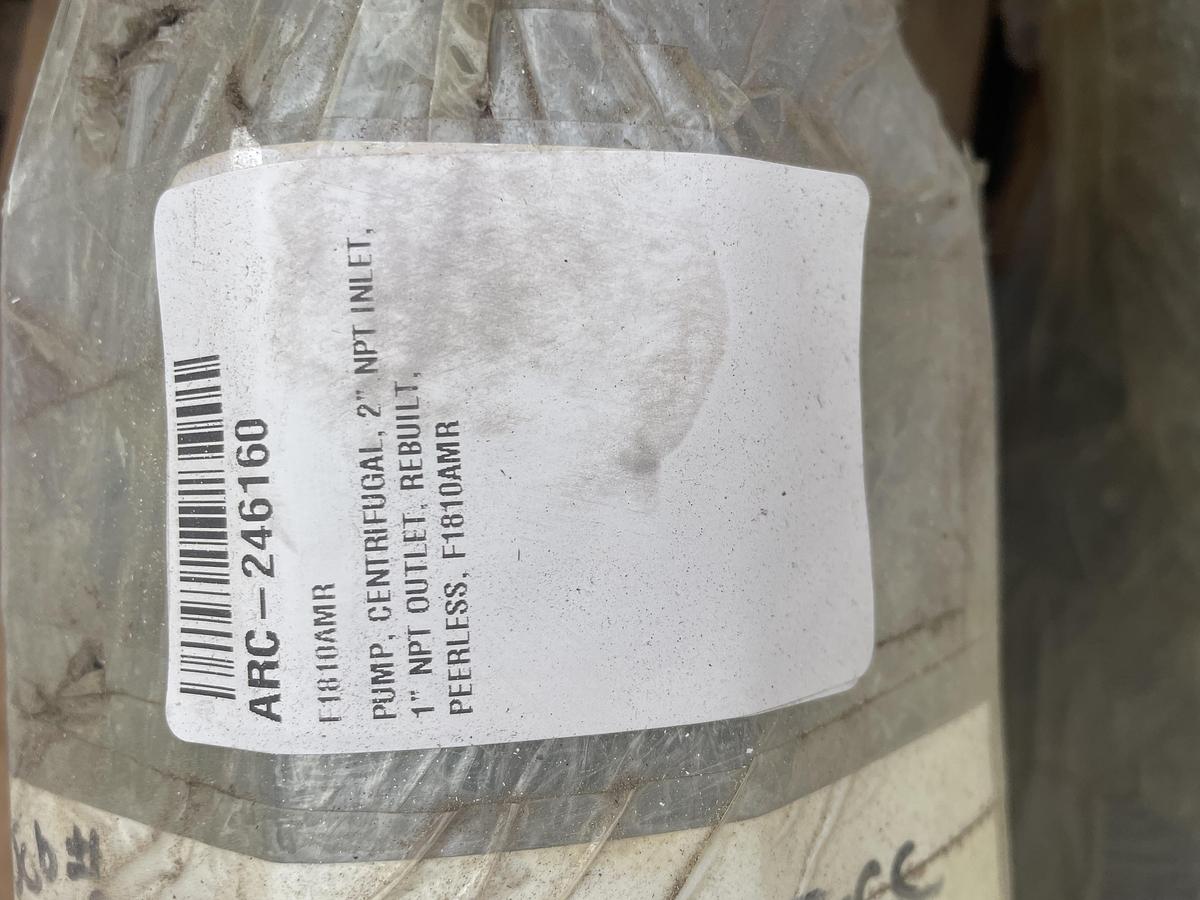 ARC-246160
F1810AMR
PUMP, CENTRIFUGAL, 2" NPT INLET,
1" NPT OUTLET, REBUILT,
PEERLESS, F1810AMR